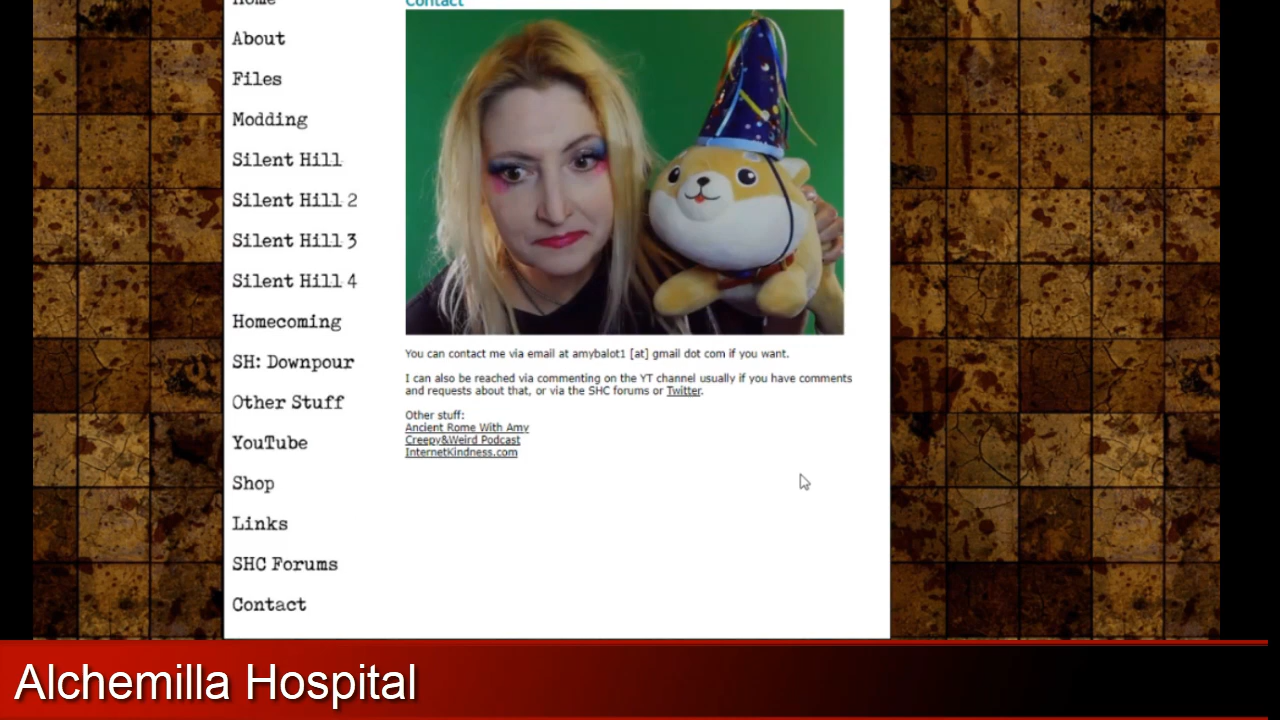 Home
Contact
About
Files
Modding
Silent Hill
Silent Hill 2
Silent Hill 3
Silent Hill 4
Homecoming
SH: Downpour
Other Stuff
YouTube
Shop
Links
SHC Forums
Contact
You can contact me via email at amybalot1 [at] gmail dot com if you want.
I can also be reached via commenting on the YT channel usually if you have comments
and requests about that, or via the SHC forums or Twitter.
Other stuff:
Ancient Rome With Amy
Creepy&Weird Podcast
InternetKindness.com
Alchemilla Hospital